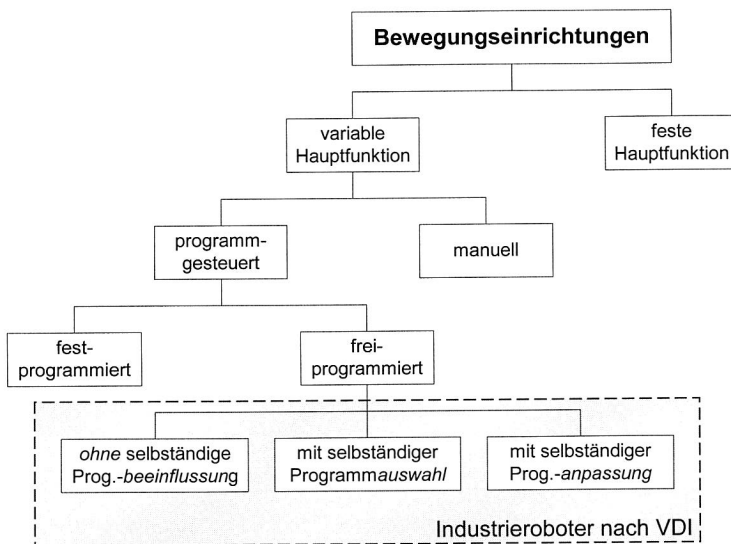 Bewegungseinrichtungen
variable
Hauptfunktion
feste
Hauptfunktion
programm-
gesteuert
manuell
fest-
programmiert
frei-
programmiert
ohne selbständige
Prog.-beeinflussung
mit selbständiger
Programmauswahl
mit selbständiger
Prog.-anpassung
Industrieroboter nach VDI